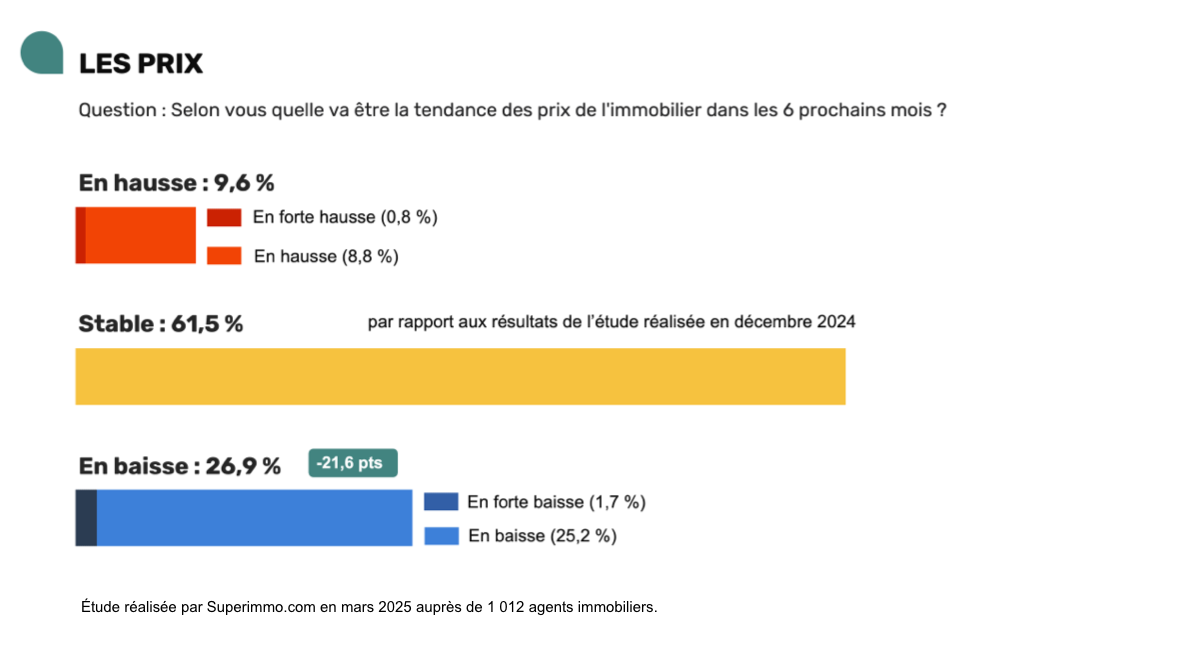 LES PRIX
Question : Selon vous quelle va être la tendance des prix de l'immobilier dans les 6 prochains mois ?
En hausse : 9,6 %
En forte hausse (0,8 %)
En hausse (8,8 %)
Stable : 61,5 %
par rapport aux résultats de l’étude réalisée en décembre 2024
En baisse : 26,9 %
-21,6 pts
En forte baisse (1,7 %)
En baisse (25,2 %)
Étude réalisée par Superimmo.com en mars 2025 auprès de 1 012 agents immobiliers.